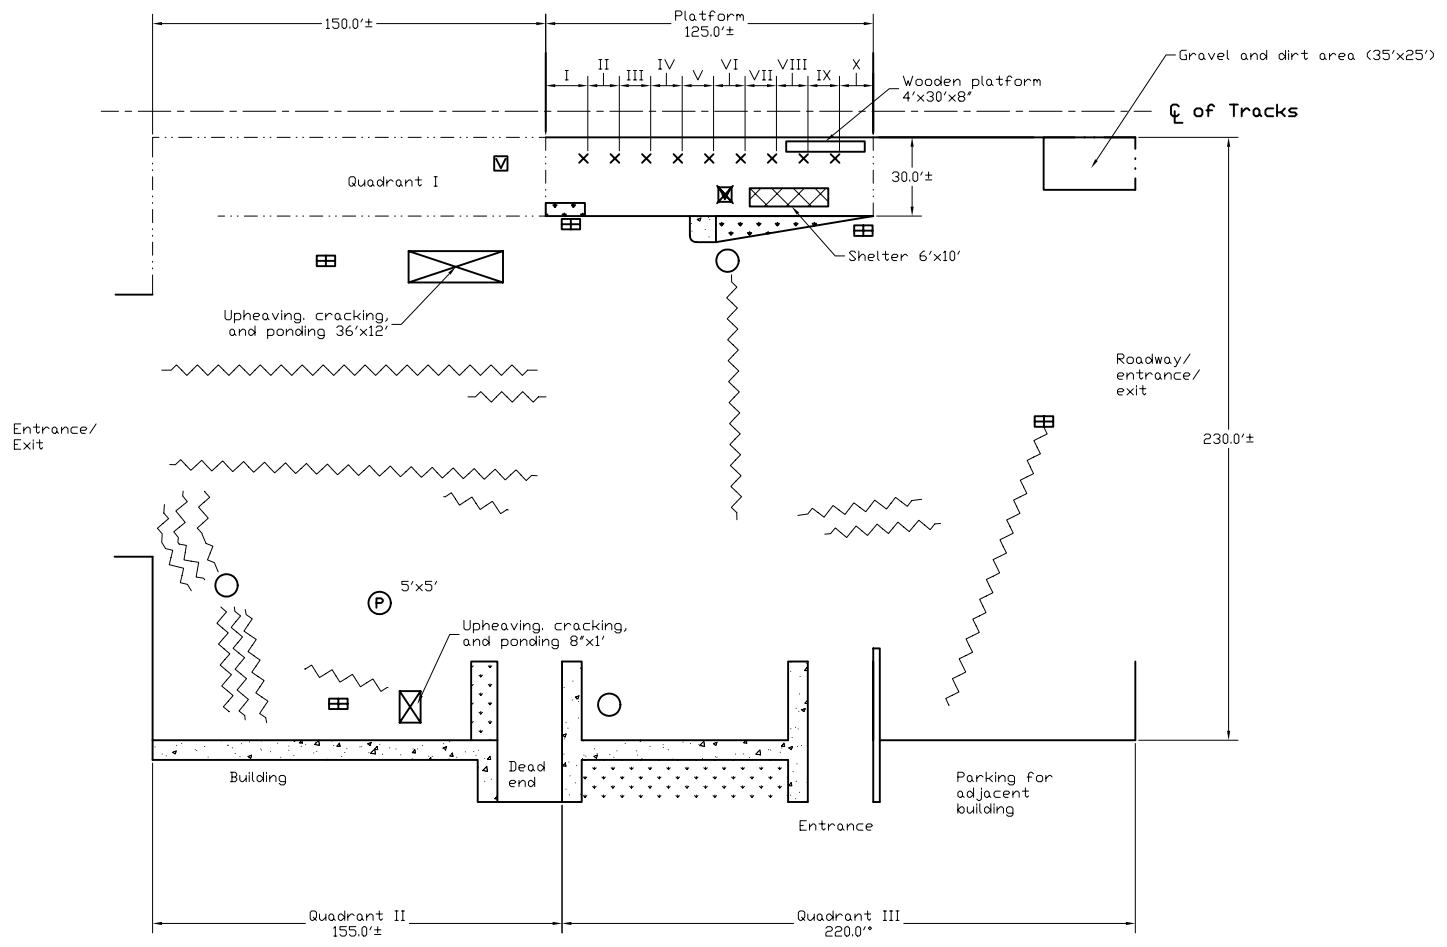 150.0'±
Platform
125.0'±
I II III IV V VI VII VIII IX X
Gravel and dirt area (35'x25')
Wooden platform
4'x30'x8"
℄ of Tracks
V
Quadrant I
30.0'±
Shelter 6'x10'
Upheaving. cracking,
and ponding 36'x12'
Roadway/
entrance/
exit
Entrance/
Exit
230.0'±
P
5'x5'
Upheaving. cracking,
and ponding 8"x1'
Building
Dead
end
Parking for
adjacent
building
Entrance
Quadrant II
155.0'±
Quadrant III
220.0'°